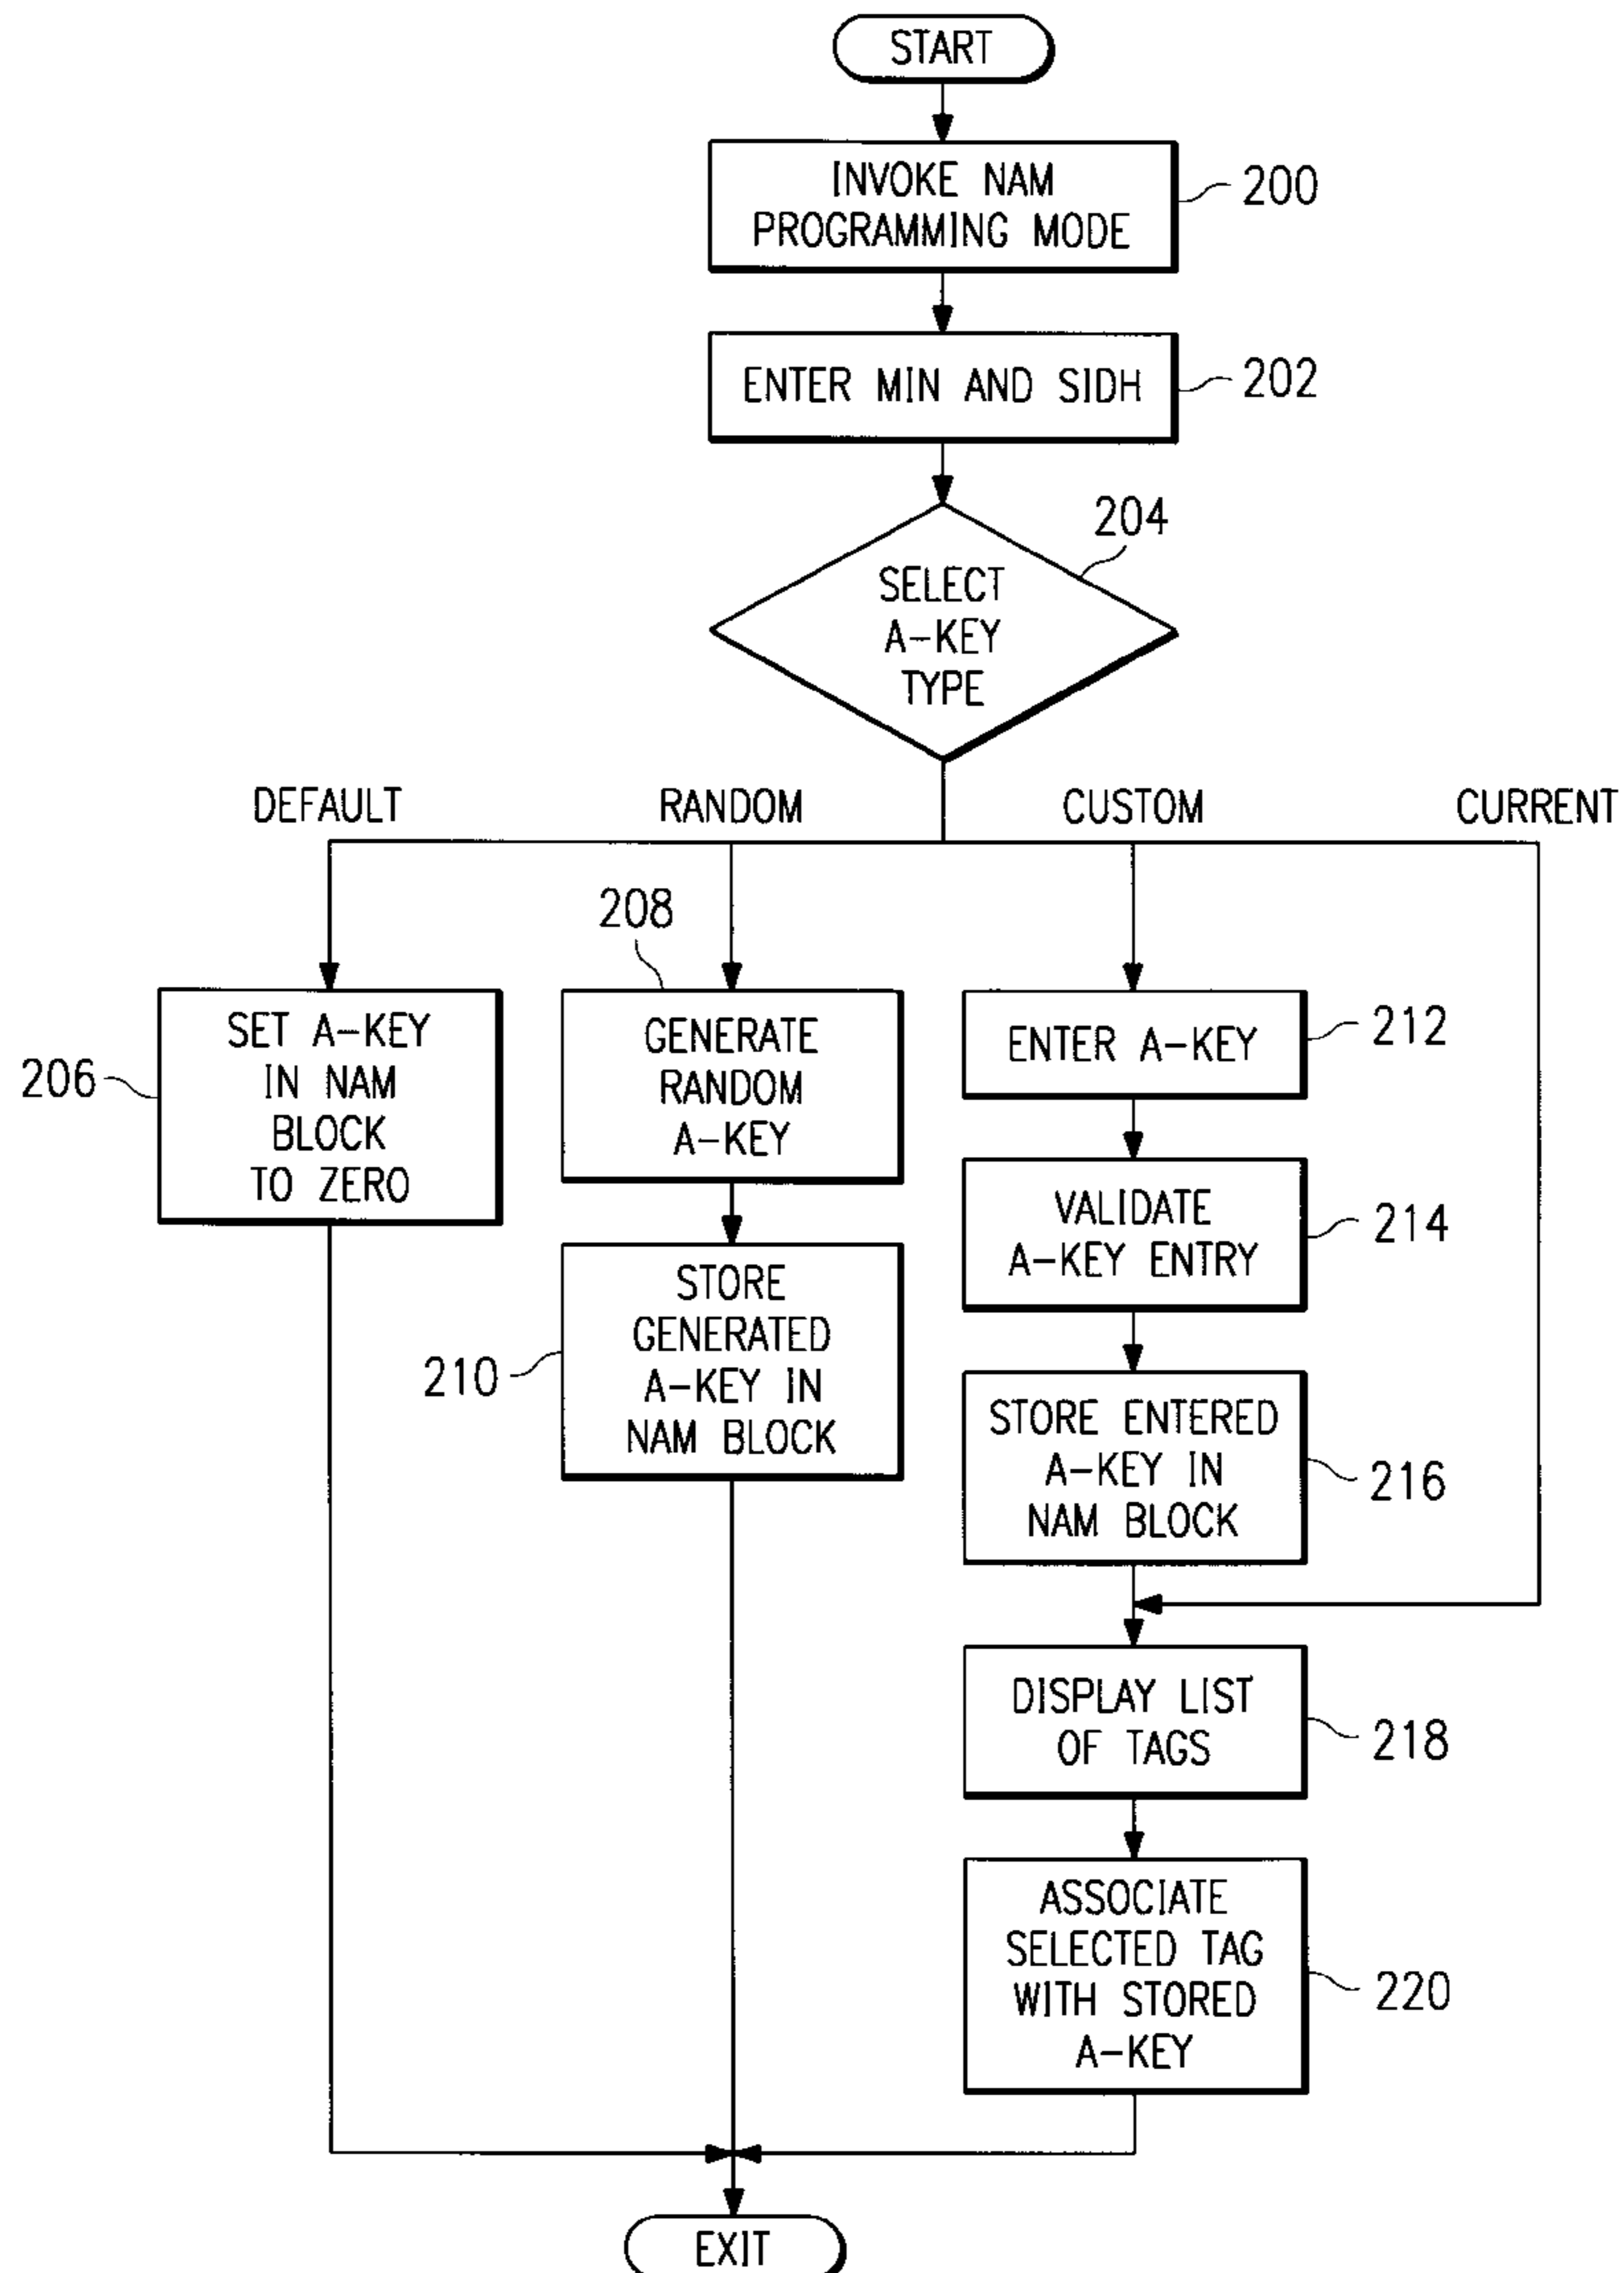 START
INVOKE NAM
PROGRAMMING MODE
200
ENTER MIN AND SIDH
202
204
SELECT
A-KEY
TYPE
DEFAULT
RANDOM
CUSTOM
CURRENT
206
SET A-KEY
IN NAM
BLOCK
TO ZERO
208
GENERATE
RANDOM
A-KEY
210
STORE
GENERATED
A-KEY IN
NAM BLOCK
ENTER A-KEY
212
VALIDATE
A-KEY ENTRY
214
STORE ENTERED
A-KEY IN
NAM BLOCK
216
DISPLAY LIST
OF TAGS
218
ASSOCIATE
SELECTED TAG
WITH STORED
A-KEY
220
EXIT